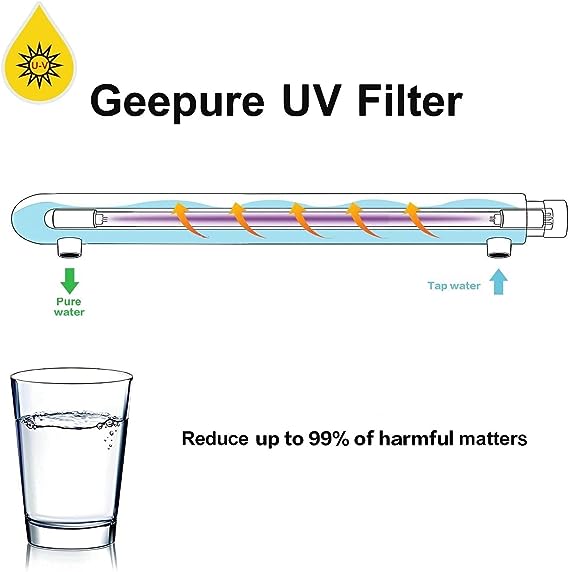 U-V
Geepure UV Filter
Pure
water
Tap water
Reduce up to 99% of harmful matters